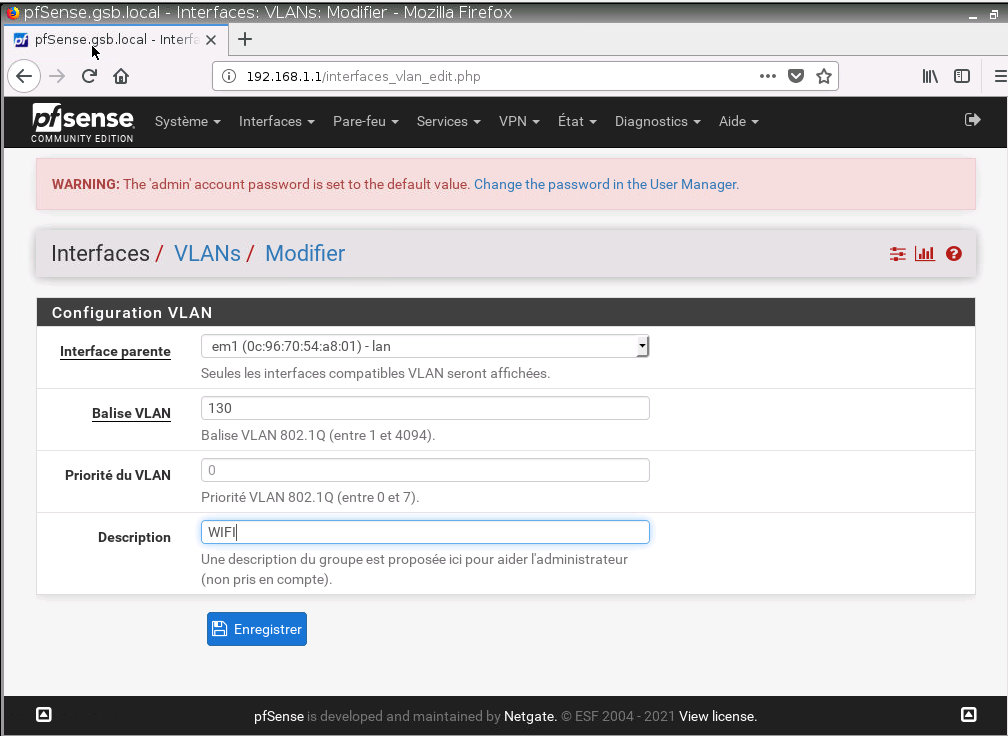 pfSense.gsb.local - Interfaces: VLANs: Modifier - Mozilla Firefox
pfSense.gsb.local - Interfa
192.168.1.1/interfaces_vlan_edit.php
pfsense
COMMUNITY EDITION
Système Interfaces Pare-feu Services VPN État Diagnostics Aide
WARNING: The 'admin' account password is set to the default value. Change the password in the User Manager.
Interfaces / VLANs / Modifier
Configuration VLAN
Interface parente em1 (0c:96:70:54:a8:01) - lan
Seules les interfaces compatibles VLAN seront affichées.
Balise VLAN 130
Balise VLAN 802.1Q (entre 1 et 4094).
Priorité du VLAN 0
Priorité VLAN 802.1Q (entre 0 et 7).
Description WIFI
Une description du groupe est proposée ici pour aider l'administrateur
(non pris en compte).
Enregistrer
pfSense is developed and maintained by Netgate. © ESF 2004 - 2021 View license.